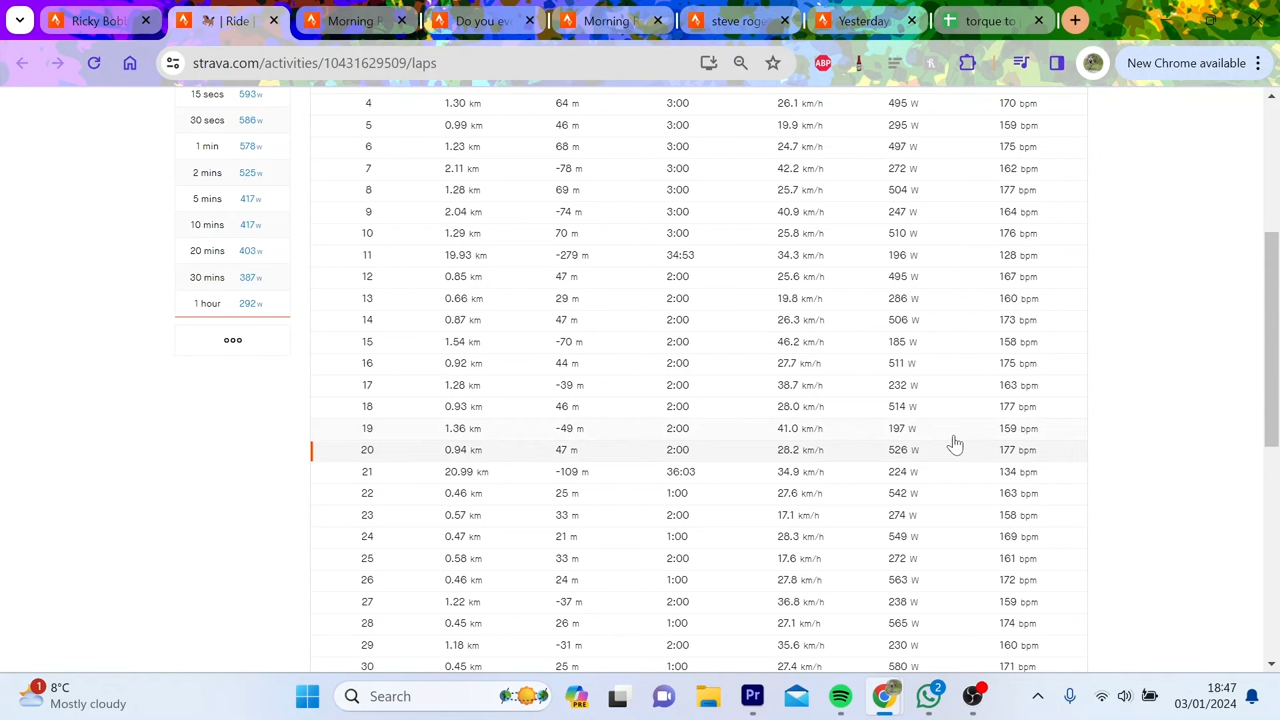 Ricky Bobb
| Ride |
Morning R
Do you eve
Morning
steve roge
Yesterday
torque to
strava.com/activities/10431629509/laps
ABP
New Chrome available
15 secs 593w
4 1.30 km 64 m 3:00 26.1 km/h 495 W 170 bpm
30 secs 586w
5 0.99 km 46 m 3:00 19.9 km/h 295 W 159 bpm
1 min 578w
6 1.23 km 68 m 3:00 24.7 km/h 497 W 175 bpm
2 mins 525w
7 2.11 km -78 m 3:00 42.2 km/h 272 W 162 bpm
5 mins 417w
8 1.28 km 69 m 3:00 25.7 km/h 504 W 177 bpm
10 mins 417w
9 2.04 km -74 m 3:00 40.9 km/h 247 W 164 bpm
10 1.29 km 70 m 3:00 25.8 km/h 510 W 176 bpm
20 mins 403w
11 19.93 km -279 m 34:53 34.3 km/h 196 W 128 bpm
30 mins 387w
12 0.85 km 47 m 2:00 25.6 km/h 495 W 167 bpm
1 hour 292w
13 0.66 km 29 m 2:00 19.8 km/h 286 W 160 bpm
14 0.87 km 47 m 2:00 26.3 km/h 506 W 173 bpm
15 1.54 km -70 m 2:00 46.2 km/h 185 W 158 bpm
16 0.92 km 44 m 2:00 27.7 km/h 511 W 175 bpm
17 1.28 km -39 m 2:00 38.7 km/h 232 W 163 bpm
18 0.93 km 46 m 2:00 28.0 km/h 514 W 177 bpm
19 1.36 km -49 m 2:00 41.0 km/h 197 W 159 bpm
20 0.94 km 47 m 2:00 28.2 km/h 526 W 177 bpm
21 20.99 km -109 m 36:03 34.9 km/h 224 W 134 bpm
22 0.46 km 25 m 1:00 27.6 km/h 542 W 163 bpm
23 0.57 km 33 m 2:00 17.1 km/h 274 W 158 bpm
24 0.47 km 21 m 1:00 28.3 km/h 549 W 169 bpm
25 0.58 km 33 m 2:00 17.6 km/h 272 W 161 bpm
26 0.46 km 24 m 1:00 27.8 km/h 563 W 172 bpm
27 1.22 km -37 m 2:00 36.8 km/h 238 W 159 bpm
28 0.45 km 26 m 1:00 27.1 km/h 565 W 174 bpm
29 1.18 km -31 m 2:00 35.6 km/h 230 W 160 bpm
30 0.45 km 25 m 1:00 27.4 km/h 580 W 171 bpm
1
8°C
Mostly cloudy
Search
PRE
Pr
2
18:47
03/01/2024